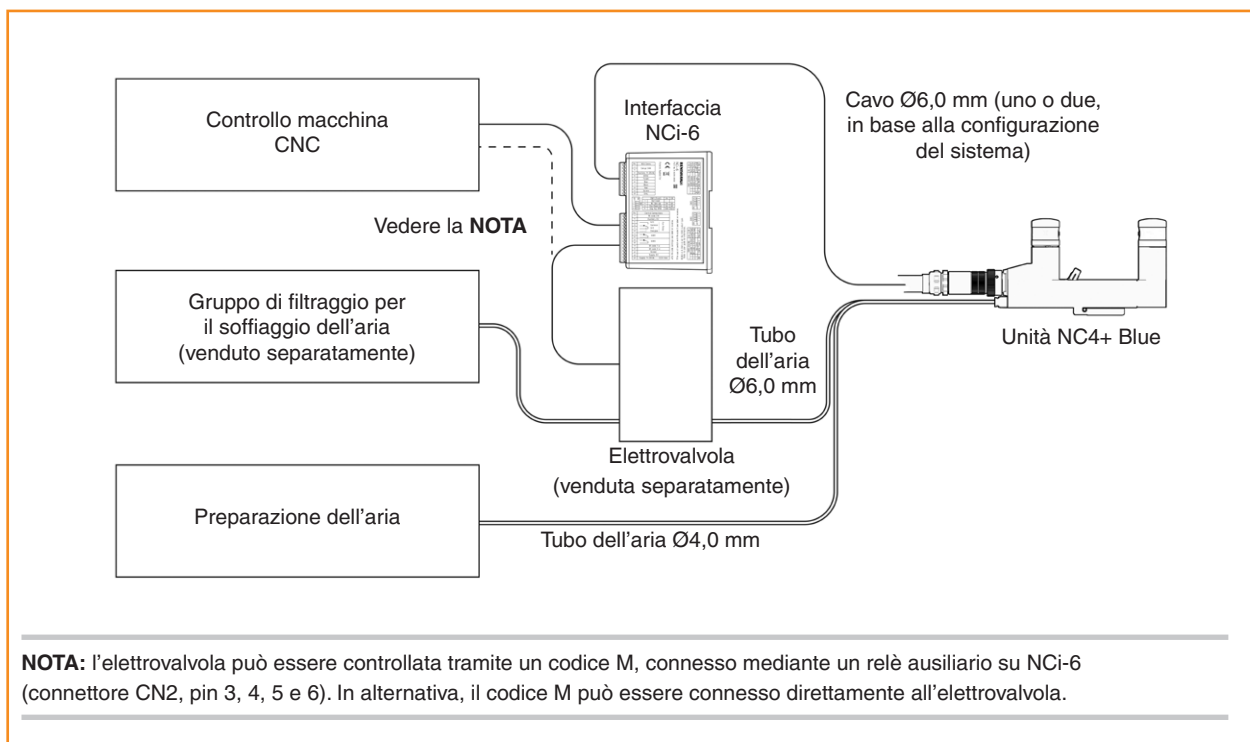 Controllo macchina
CNC
Interfaccia
NCi-6
Cavo Ø6,0 mm (uno o due,
in base alla configurazione
del sistema)
Vedere la NOTA
Gruppo di filtraggio per
il soffiaggio dell’aria
(venduto separatamente)
Tubo
dell’aria
Ø6,0 mm
Unità NC4+ Blue
Elettrovalvola
(venduta separatamente)
Preparazione dell’aria
Tubo dell’aria Ø4,0 mm
NOTA: l’elettrovalvola può essere controllata tramite un codice M, connesso mediante un relè ausiliario su NCi-6
(connettore CN2, pin 3, 4, 5 e 6). In alternativa, il codice M può essere connesso direttamente all’elettrovalvola.